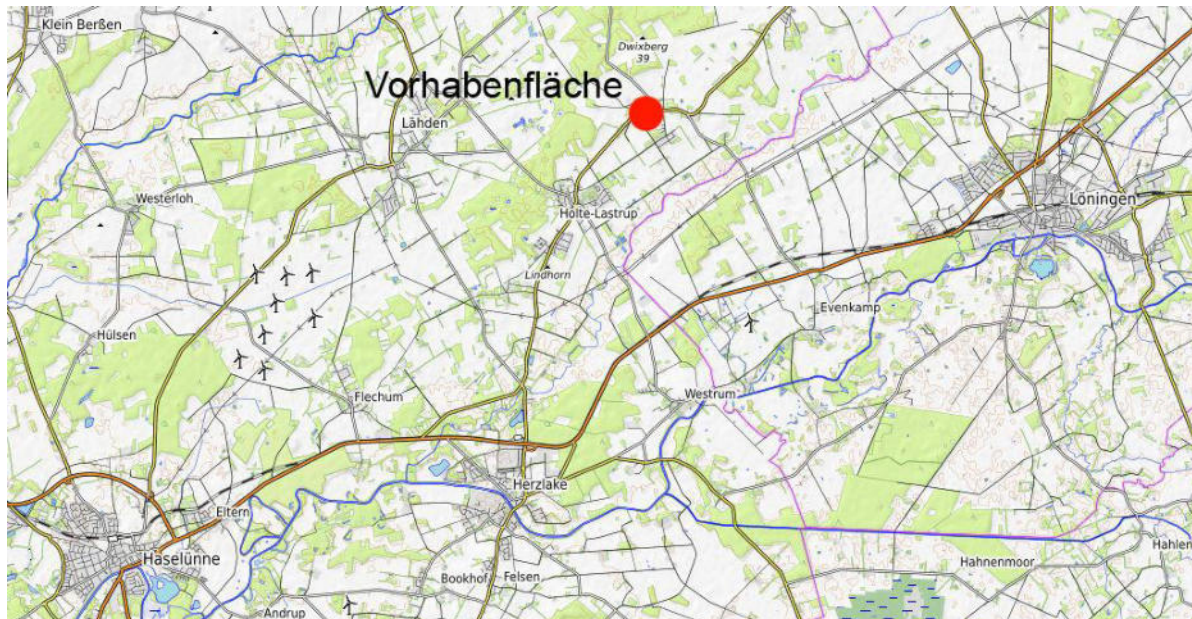 Klein Berßen
Dwixberg
39
Vorhabenfläche
Lähden
Westerloh
Holte-Lastrup
Löningen
Lindhorn
Evenkamp
Hülsen
Flechum
Westrum
Herzlake
Eltern
Haselünne
Hahnenmoor
Hahlen
Bookhof
Felsen
Andrup